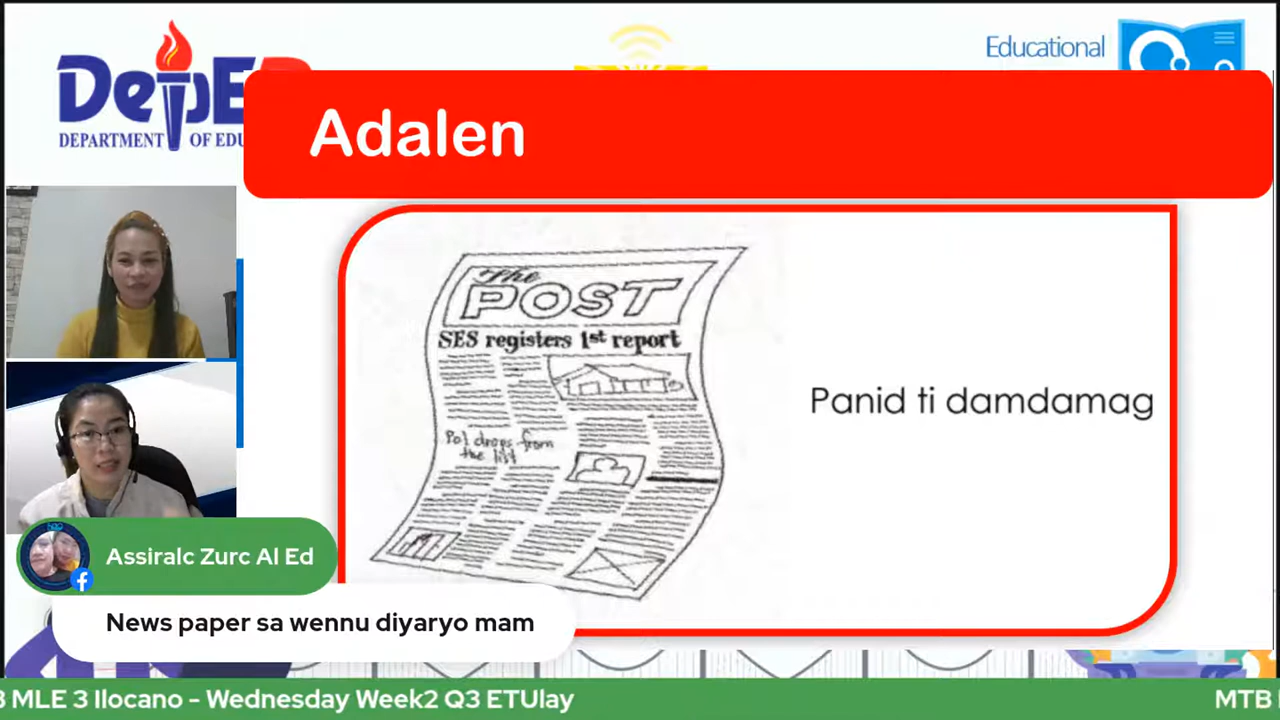 DepED
DEPARTMENT OF EDU
Educational
Adalen
The
POST
SES registers 1st report
Pol drops from
the list
Panid ti damdamag
Assiralc Zurc Al Ed
News paper sa wennu diyaryo mam
3 MLE 3 Ilocano - Wednesday Week2 Q3 ETUlay
MTB